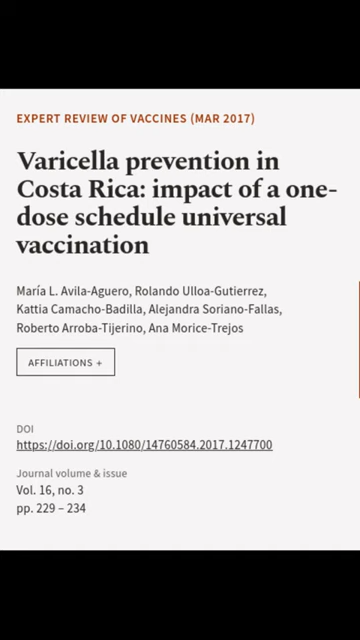 EXPERT REVIEW OF VACCINES (MAR 2017)
Varicella prevention in
Costa Rica: impact of a one-
dose schedule universal
vaccination
María L. Avila-Aguero, Rolando Ulloa-Gutierrez,
Kattia Camacho-Badilla, Alejandra Soriano-Fallas,
Roberto Arroba-Tijerino, Ana Morice-Trejos
AFFILIATIONS +
DOI
https://doi.org/10.1080/14760584.2017.1247700
Journal volume & issue
Vol. 16, no. 3
pp. 229 – 234